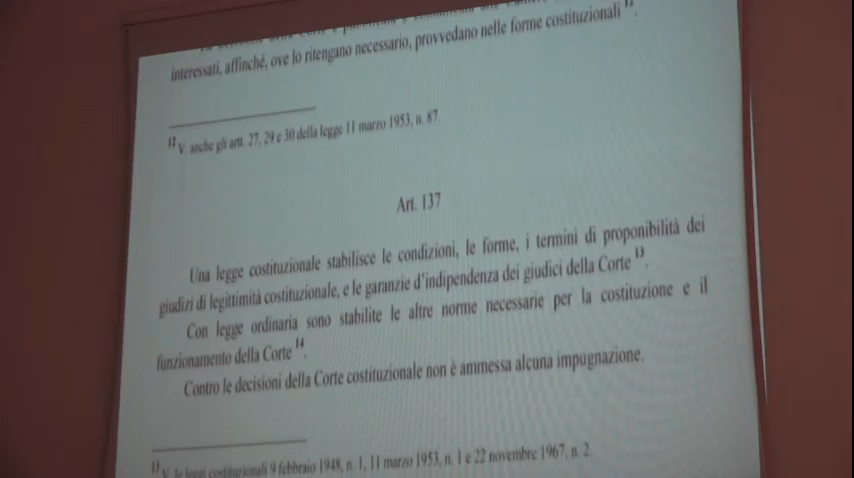 interessati, affinché, ove lo ritengano necessario, provvedano nelle forme costituzionali 12.
12 V. anche gli artt. 27, 29 e 30 della legge 11 marzo 1953, n. 87.
Art. 137
Una legge costituzionale stabilisce le condizioni, le forme, i termini di proponibilità dei
giudizi di legittimità costituzionale, e le garanzie d'indipendenza dei giudici della Corte 13.
Con legge ordinaria sono stabilite le altre norme necessarie per la costituzione e il
funzionamento della Corte 14.
Contro le decisioni della Corte costituzionale non è ammessa alcuna impugnazione.
13 V. le leggi costituzionali 9 febbraio 1948, n. 1, 11 marzo 1953, n. 1 e 22 novembre 1967, n. 2.